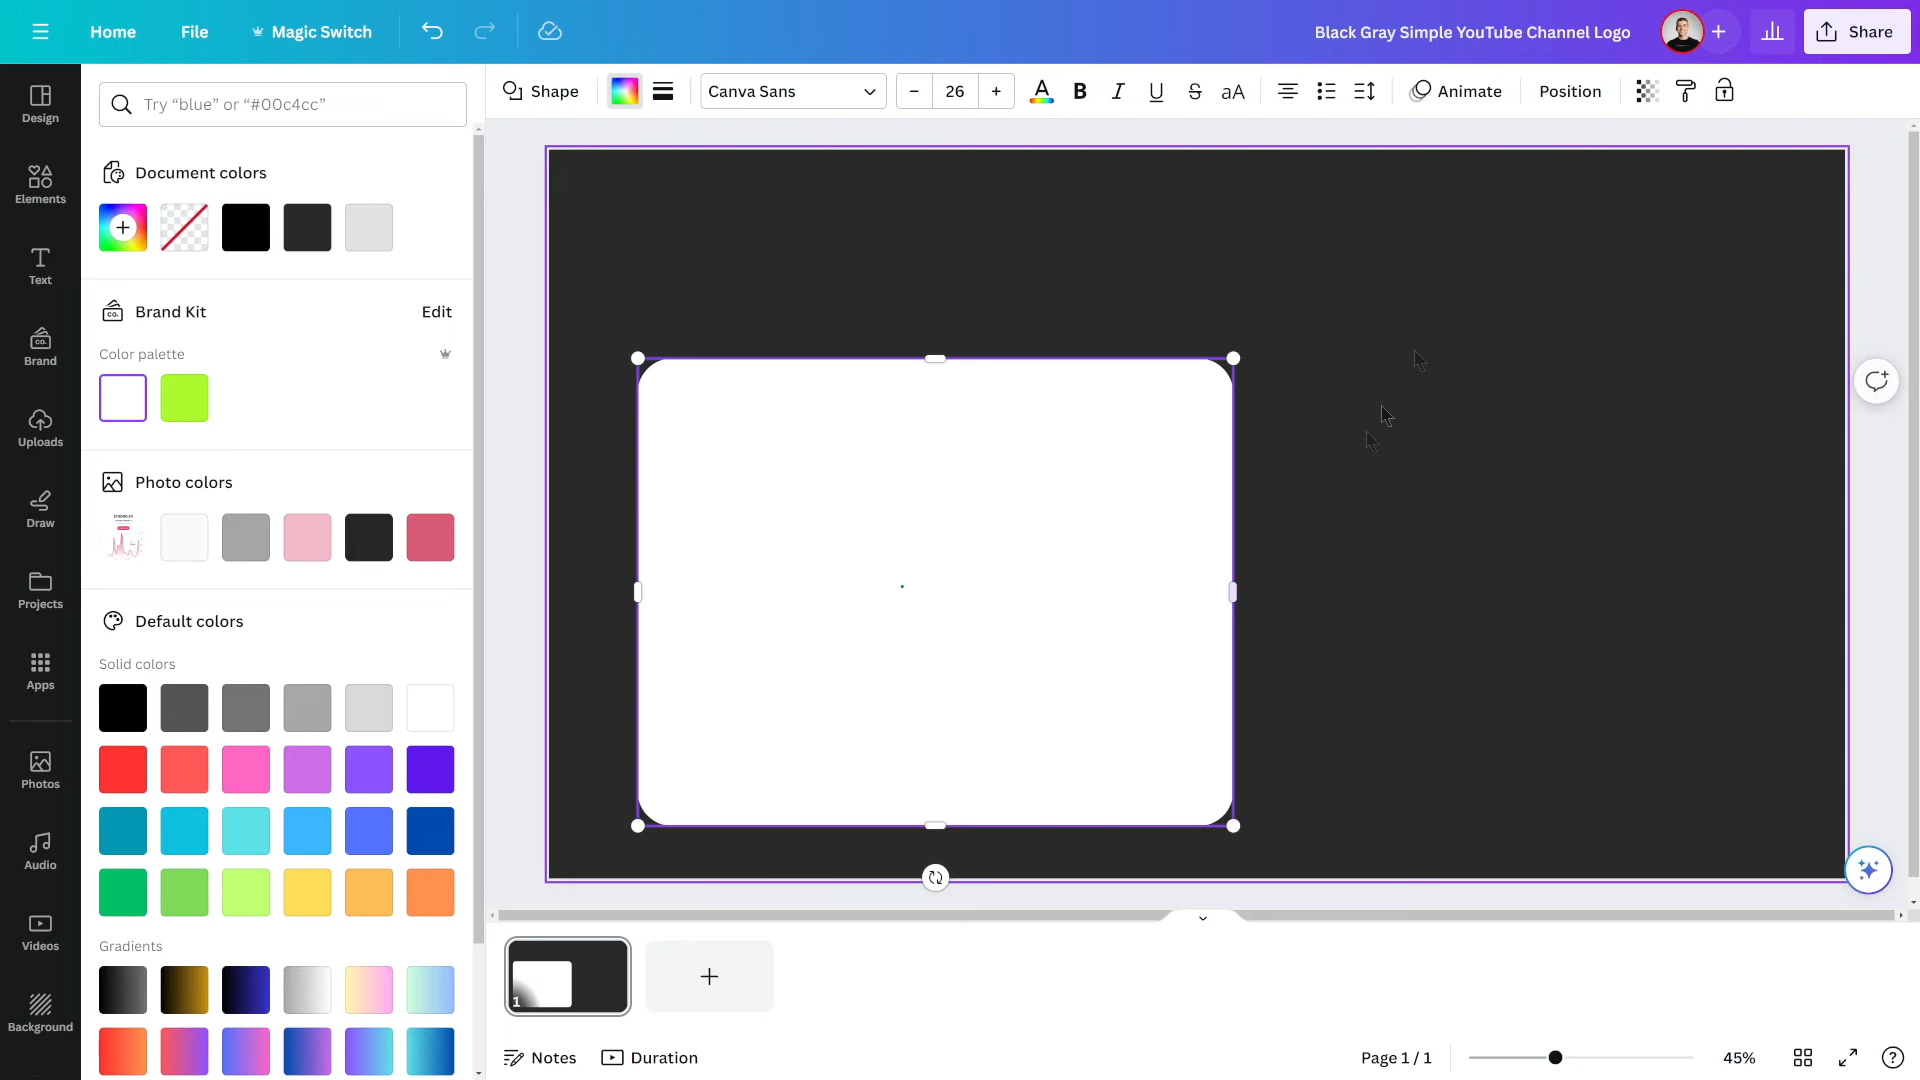 Home
File
Magic Switch
Black Gray Simple YouTube Channel Logo
Share
Design
Elements
Text
Brand
Uploads
Draw
Projects
Apps
Photos
Audio
Videos
Background
Try “blue” or “#00c4cc”
Document colors
Brand Kit
Edit
Color palette
Photo colors
Default colors
Solid colors
Gradients
Shape
Canva Sans
26
A
B
I
U
S
aA
Animate
Position
1
Notes
Duration
Page 1 / 1
45%